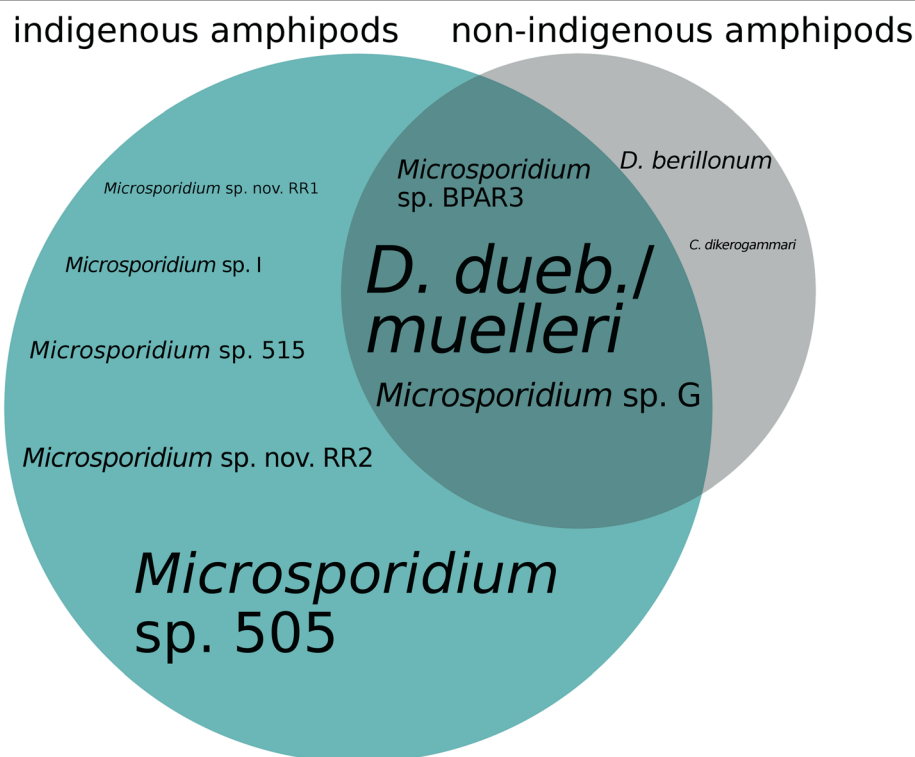 indigenous amphipods
non-indigenous amphipods
Microsporidium sp. nov. RR1
Microsporidium sp. I
Microsporidium sp. 515
Microsporidium sp. nov. RR2
Microsporidium
sp. 505
Microsporidium
sp. BPAR3
D. dueb./
muelleri
Microsporidium sp. G
D. berillonum
C. dikerogammari